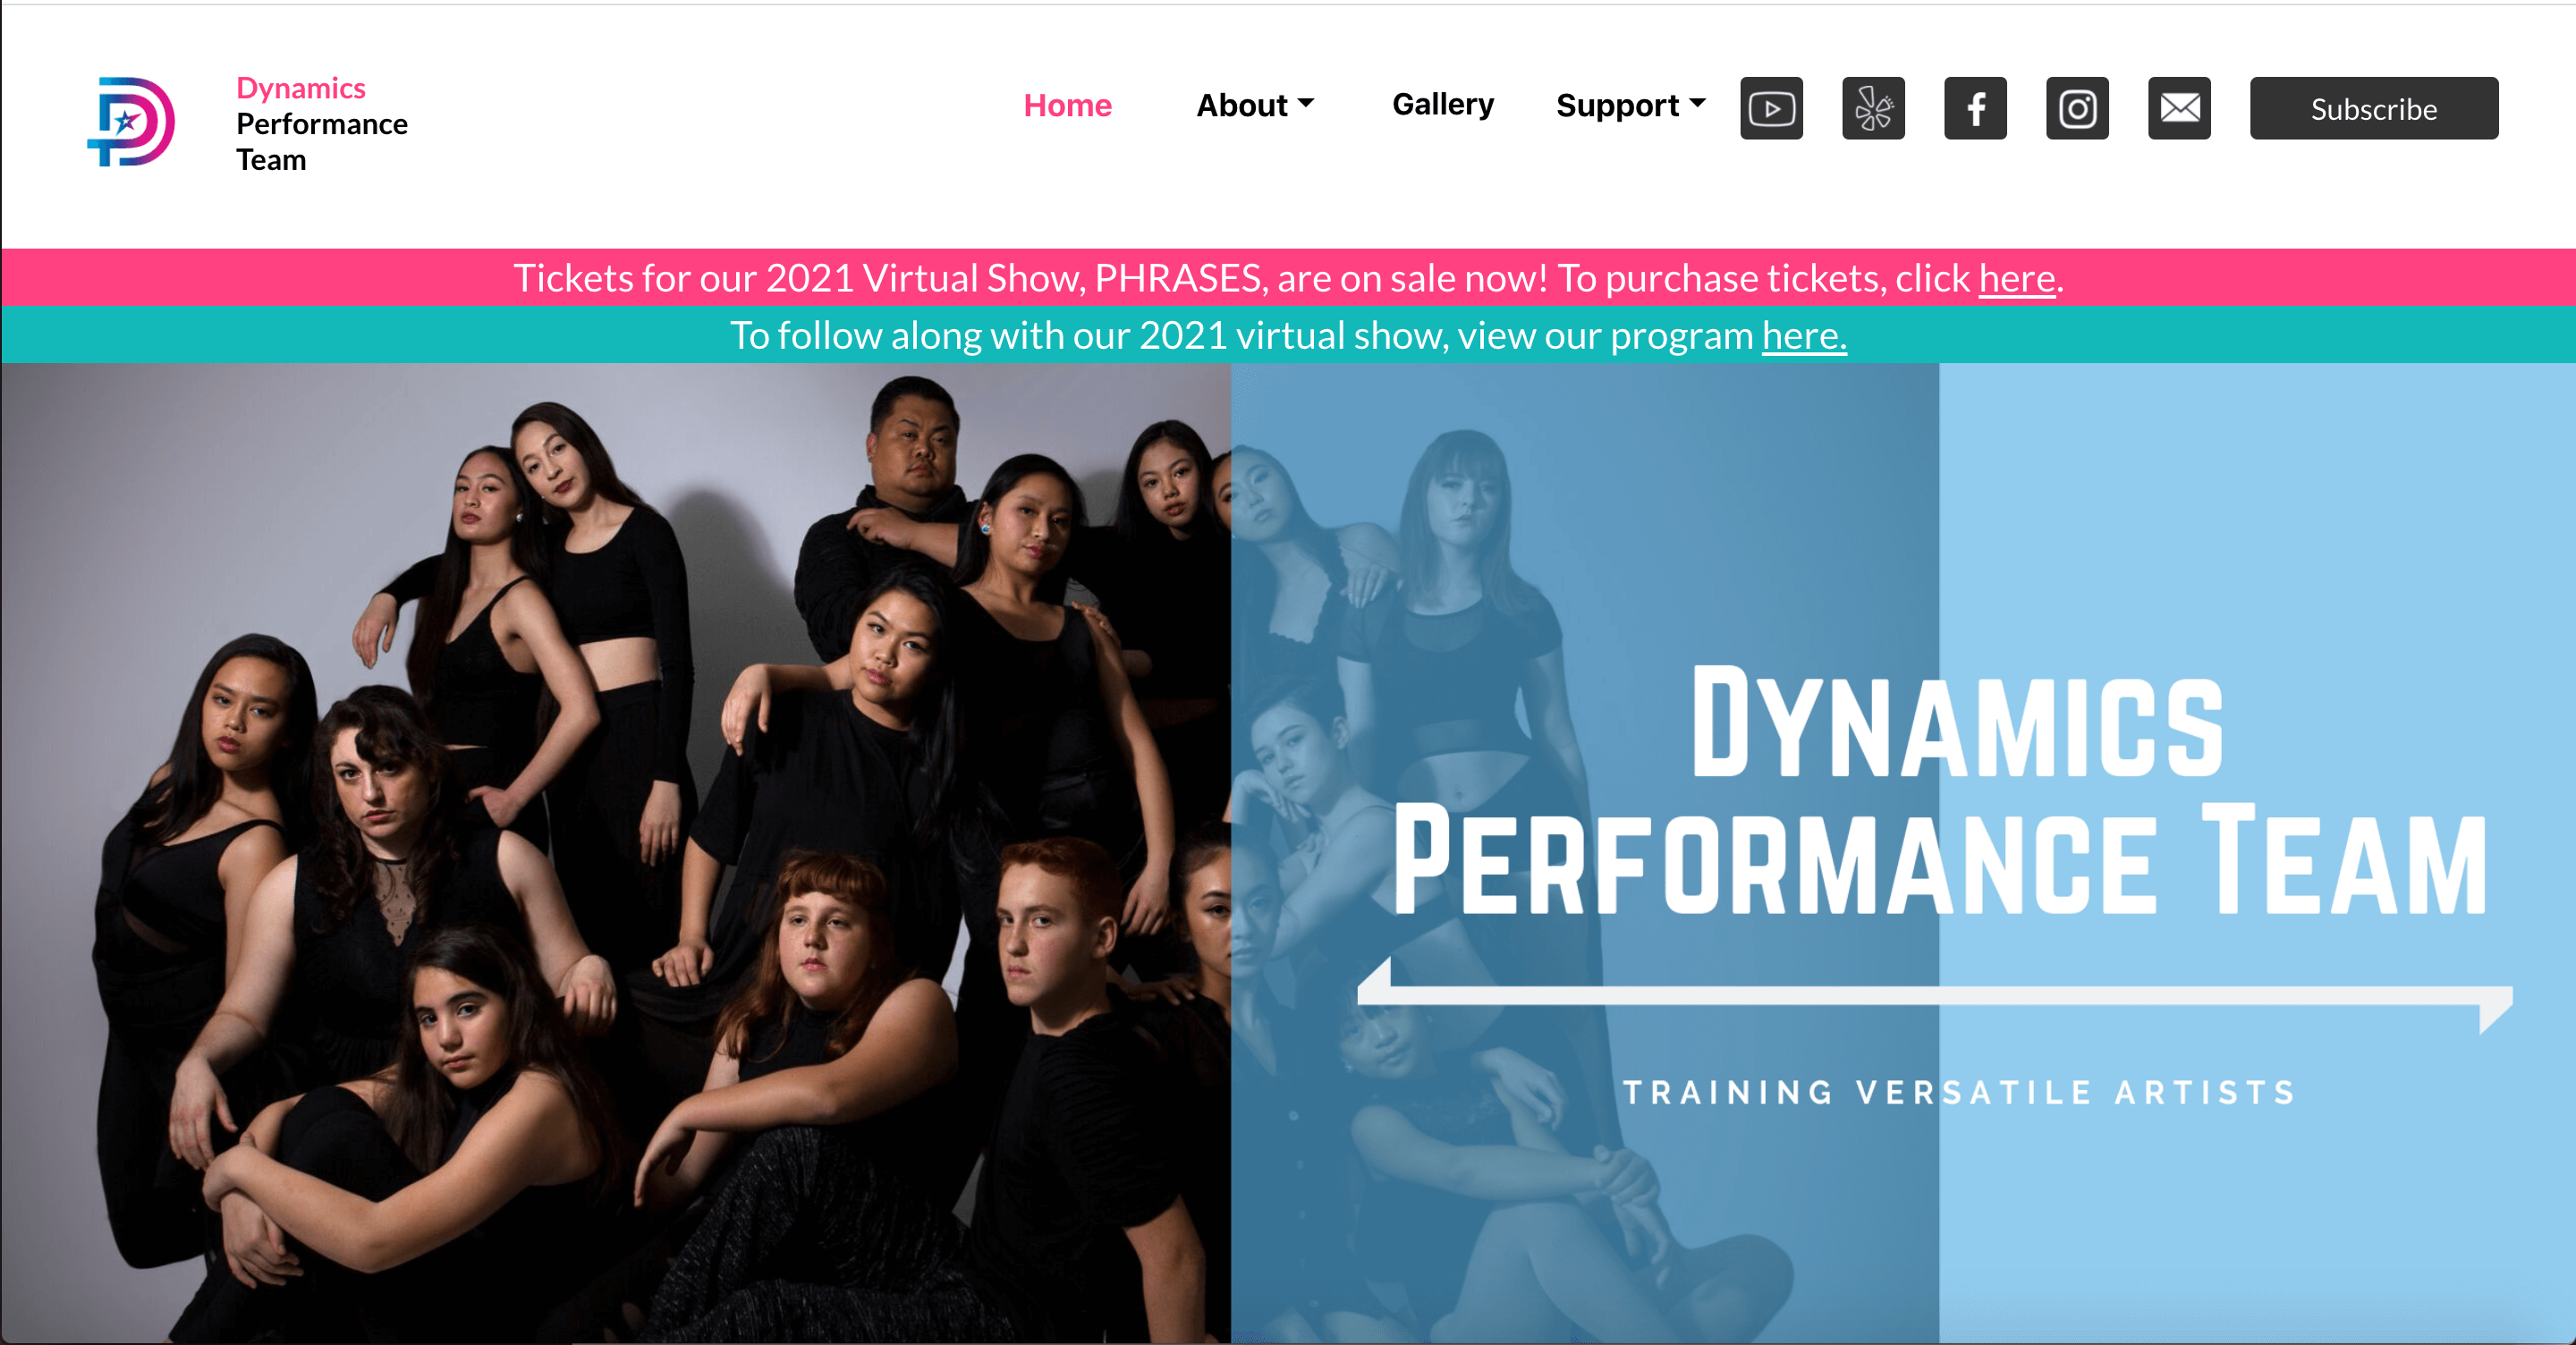 Dynamics
Performance
Team
Home
About
Gallery
Support
Subscribe
Tickets for our 2021 Virtual Show, PHRASES, are on sale now! To purchase tickets, click here.
To follow along with our 2021 virtual show, view our program here.
DYNAMICS
PERFORMANCE TEAM
TRAINING VERSATILE ARTISTS